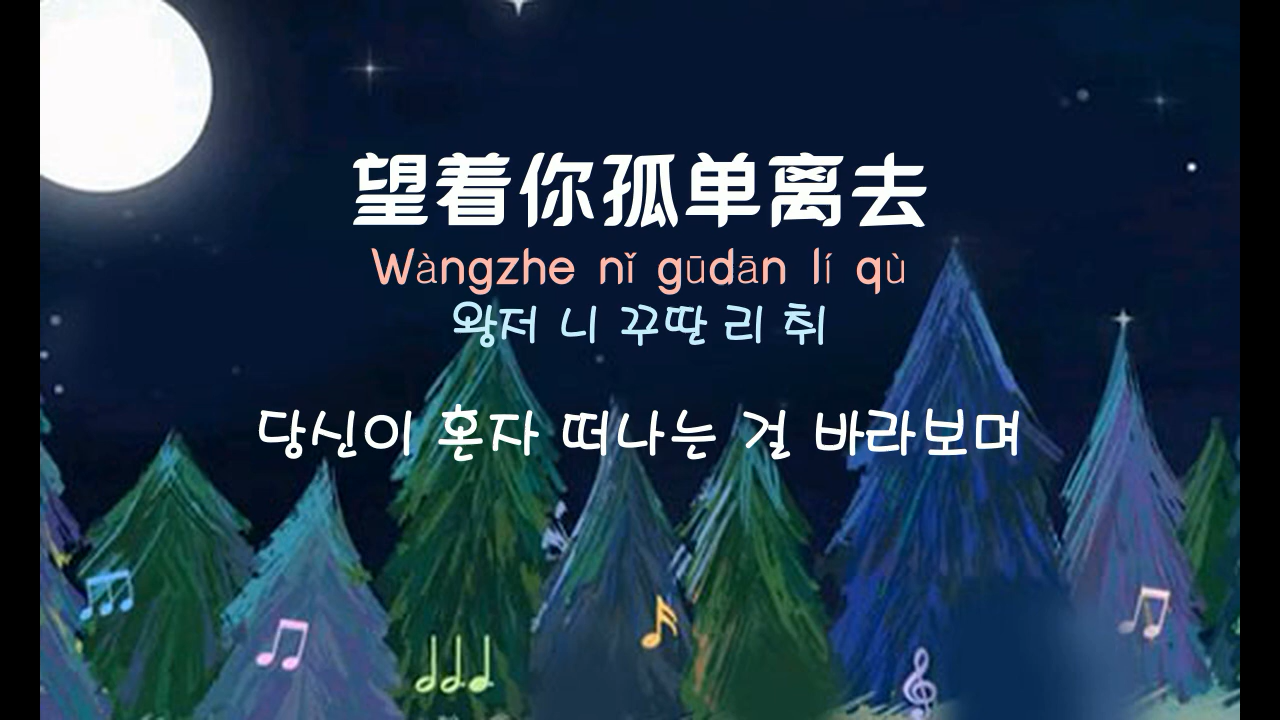 望着你孤单离去
Wàngzhe nǐ gūdān lí qù
왕저 니 꾸딴 리 취
당신이 혼자 떠나는 걸 바라보며